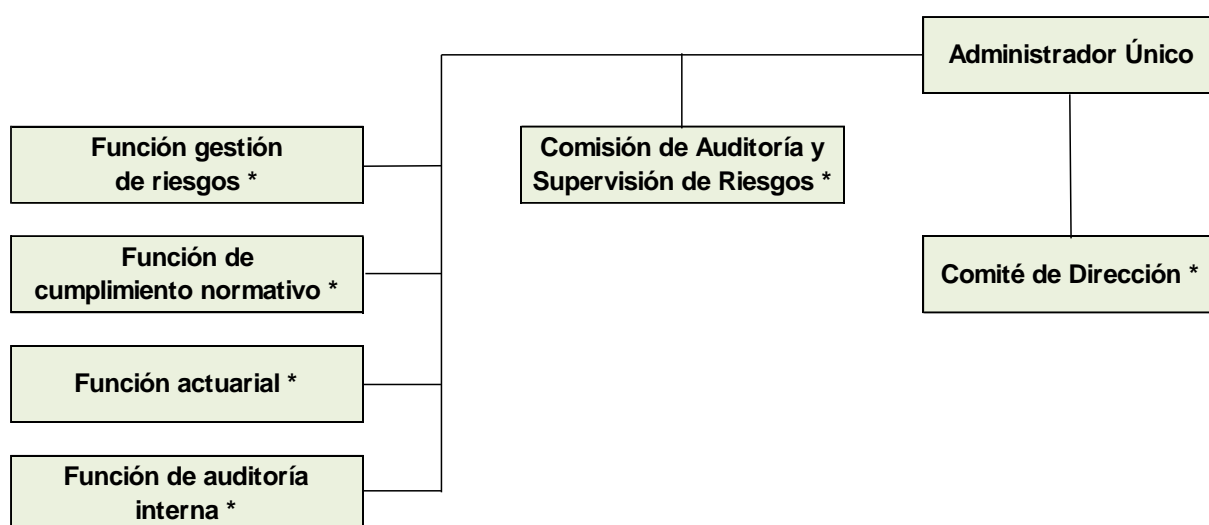 Administrador Único
Función gestión
de riesgos *
Comisión de Auditoría y
Supervisión de Riesgos *
Función de
cumplimiento normativo *
Comité de Dirección *
Función actuarial *
Función de auditoría
interna *